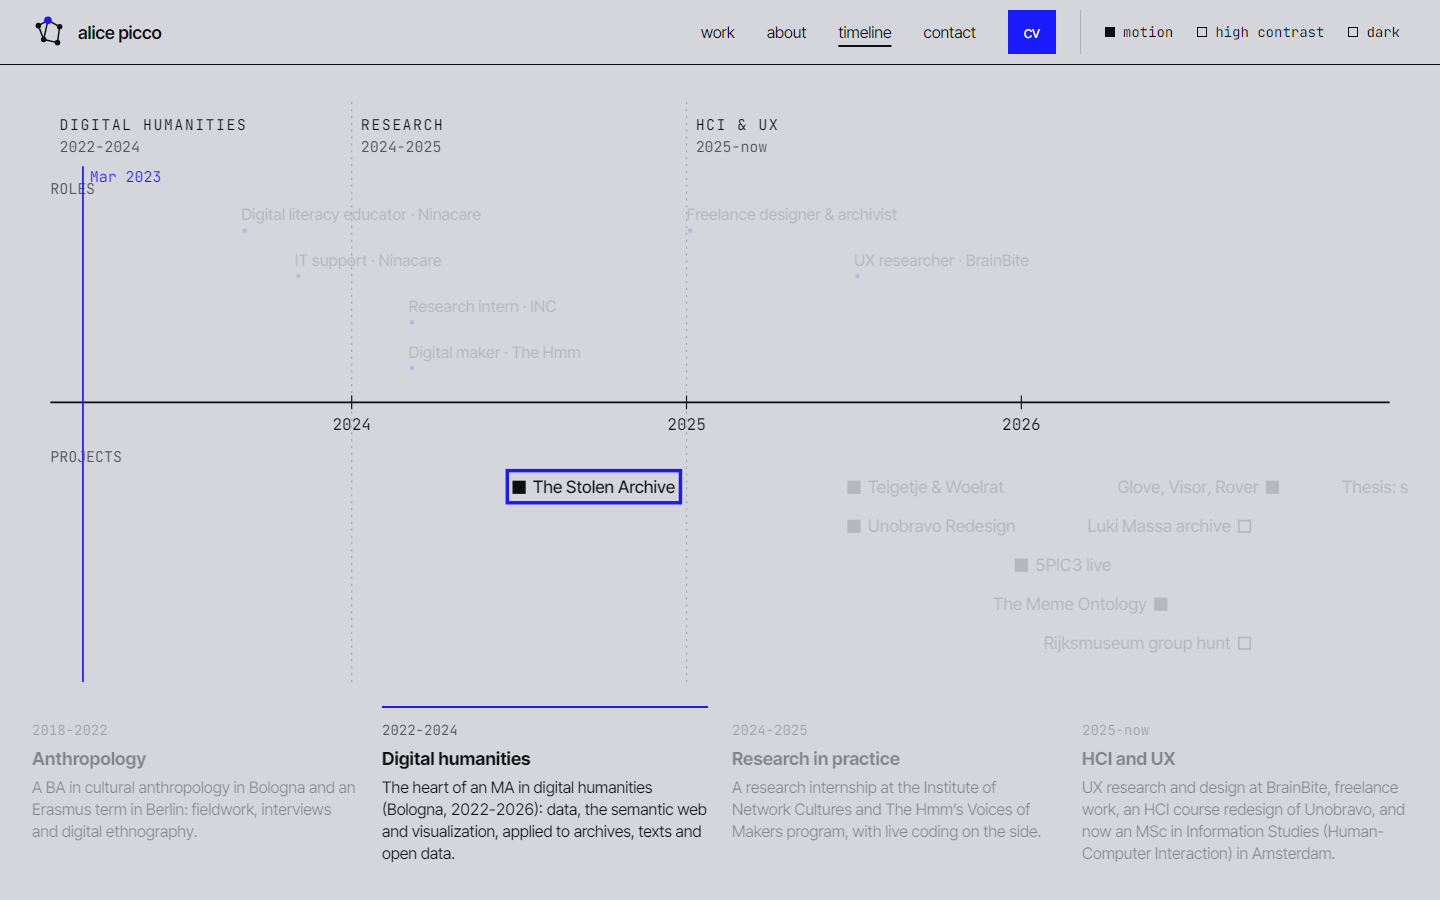 alice picco
work
about
timeline
contact
cv
motion
high contrast
dark
DIGITAL HUMANITIES
2022-2024
RESEARCH
2024-2025
HCI & UX
2025-now
Mar 2023
ROLES
Digital literacy educator · Ninacare
Freelance designer & archivist
IT support · Ninacare
UX researcher · BrainBite
Research intern · INC
Digital maker · The Hmm
2024
2025
2026
PROJECTS
The Stolen Archive
Teigetje & Woelrat
Glove, Visor, Rover
Thesis: s
Unobravo Redesign
Luki Massa archive
5PIC3 live
The Meme Ontology
Rijksmuseum group hunt
2018-2022
Anthropology
A BA in cultural anthropology in Bologna and an
Erasmus term in Berlin: fieldwork, interviews
and digital ethnography.
2022-2024
Digital humanities
The heart of an MA in digital humanities
(Bologna, 2022-2026): data, the semantic web
and visualization, applied to archives, texts and
open data.
2024-2025
Research in practice
A research internship at the Institute of
Network Cultures and The Hmm's Voices of
Makers program, with live coding on the side.
2025-now
HCI and UX
UX research and design at BrainBite, freelance
work, an HCI course redesign of Unobravo, and
now an MSc in Information Studies (Human-
Computer Interaction) in Amsterdam.